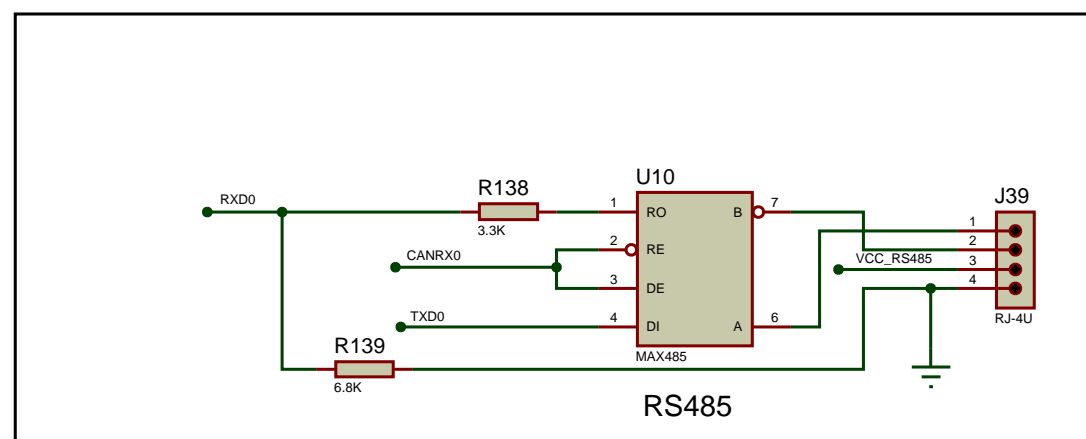 U10
R138
J39
RXD0
1
RO
B
7
3.3K
1
2
RE
2
CANRX0
VCC_RS485
3
3
DE
4
TXD0
4
DI
A
6
RJ-4U
R139
MAX485
6.8K
RS485